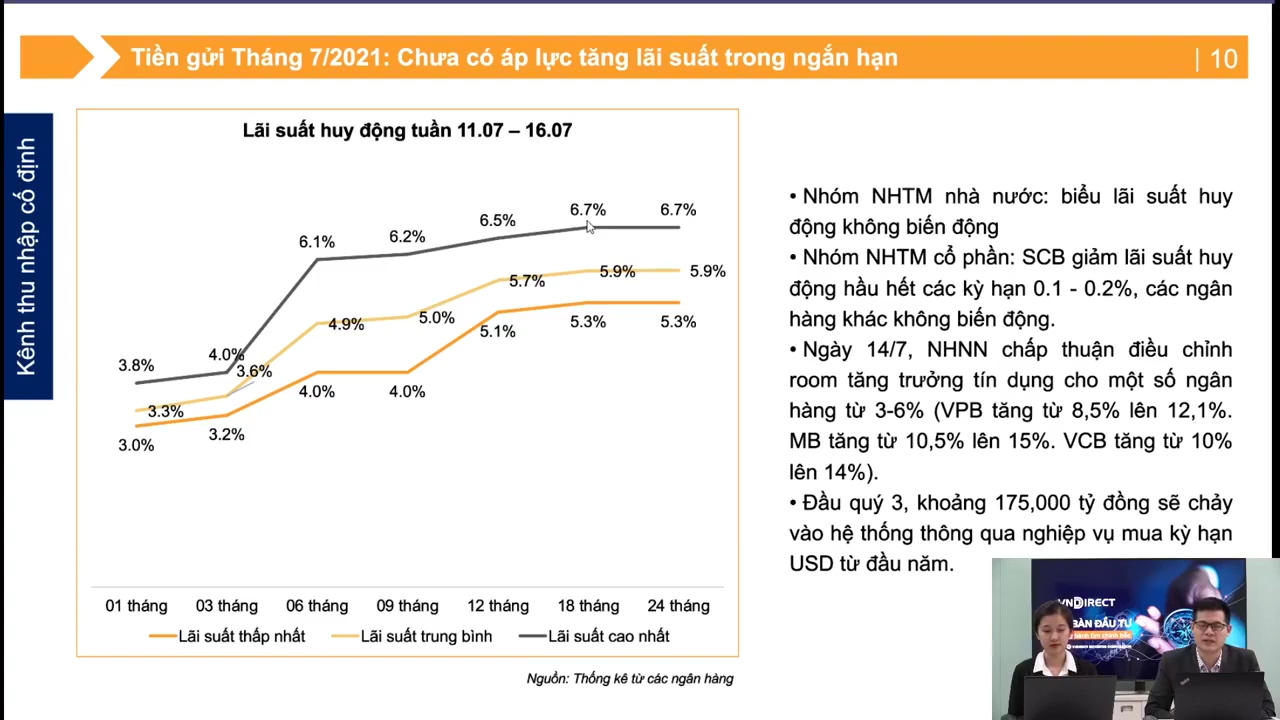 Tiền gửi Tháng 7/2021: Chưa có áp lực tăng lãi suất trong ngắn hạn
| 10
Kênh thu nhập cố định
Lãi suất huy động tuần 11.07 – 16.07
3.8% 4.0% 6.1% 6.2% 6.5% 6.7% 6.7%
3.3% 3.6% 4.9% 5.0% 5.7% 5.9% 5.9%
3.0% 3.2% 4.0% 4.0% 5.1% 5.3% 5.3%
01 tháng 03 tháng 06 tháng 09 tháng 12 tháng 18 tháng 24 tháng
Lãi suất thấp nhất Lãi suất trung bình Lãi suất cao nhất
Nguồn: Thống kê từ các ngân hàng
• Nhóm NHTM nhà nước: biểu lãi suất huy
động không biến động
• Nhóm NHTM cổ phần: SCB giảm lãi suất huy
động hầu hết các kỳ hạn 0.1 - 0.2%, các ngân
hàng khác không biến động.
• Ngày 14/7, NHNN chấp thuận điều chỉnh
room tăng trưởng tín dụng cho một số ngân
hàng từ 3-6% (VPB tăng từ 8,5% lên 12,1%.
MB tăng từ 10,5% lên 15%. VCB tăng từ 10%
lên 14%).
• Đầu quý 3, khoảng 175,000 tỷ đồng sẽ chảy
vào hệ thống thông qua nghiệp vụ mua kỳ hạn
USD từ đầu năm.
VNDIRECT
BÀN ĐẦU TƯ